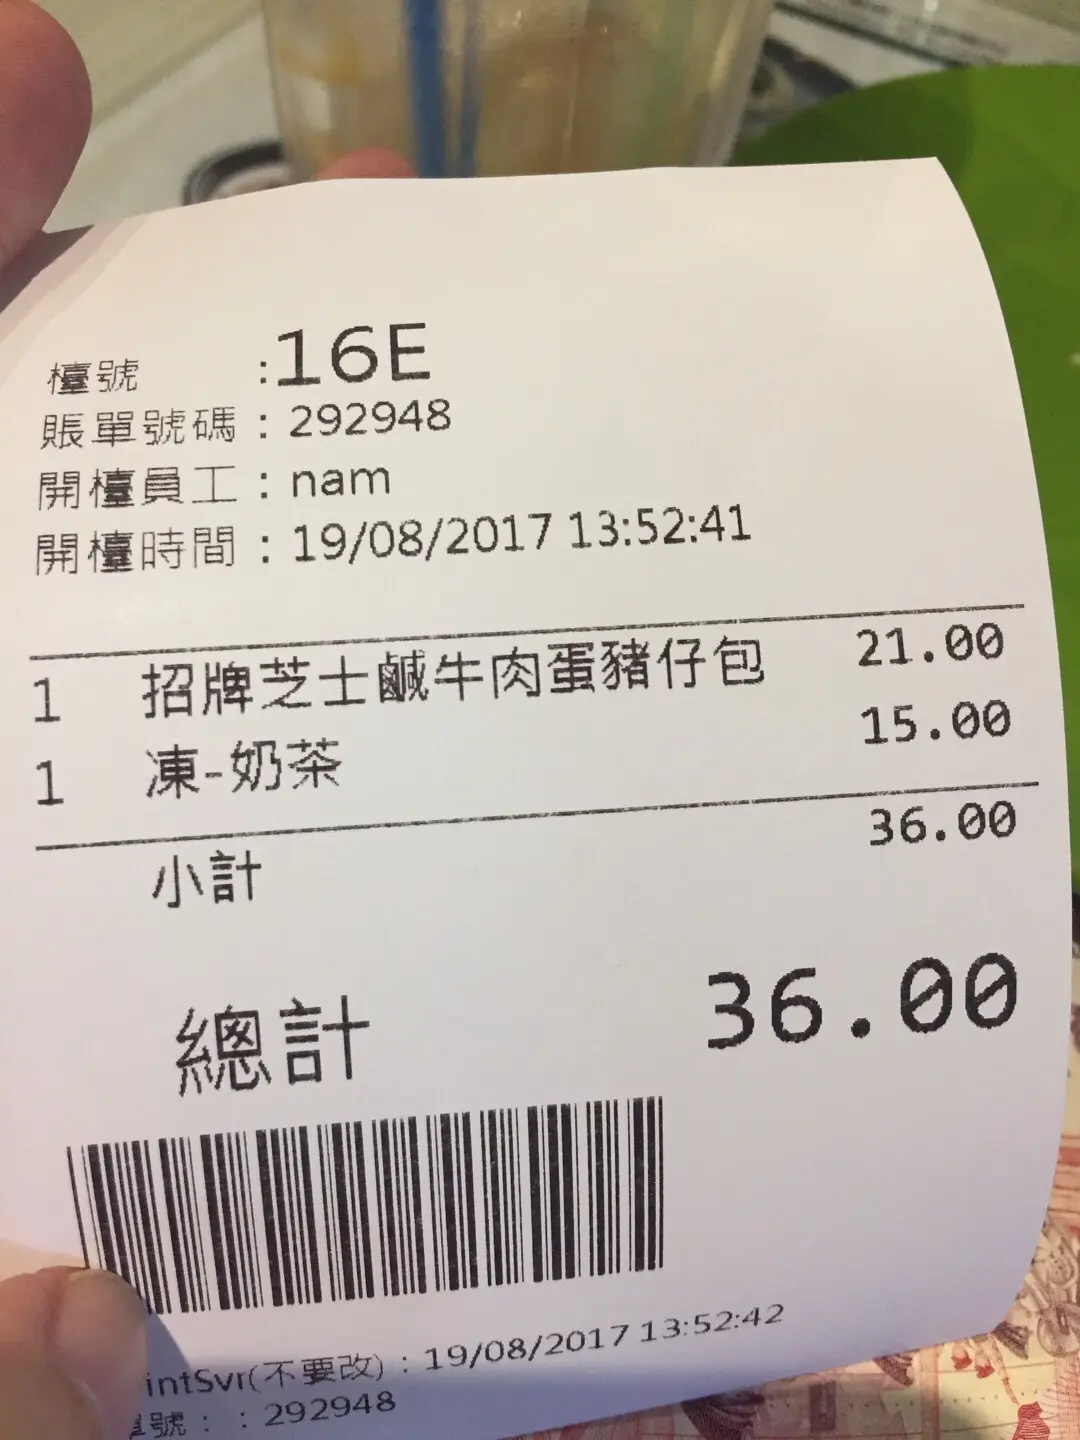 檯號 :16E
賬單號碼 : 292948
開檯員工 : nam
開檯時間 : 19/08/2017 13:52:41
1 招牌芝士鹹牛肉蛋豬仔包 21.00
1 凍-奶茶 15.00
小計 36.00
總計 36.00
intSvr(不要改) : 19/08/2017 13:52:42
號 : : 292948